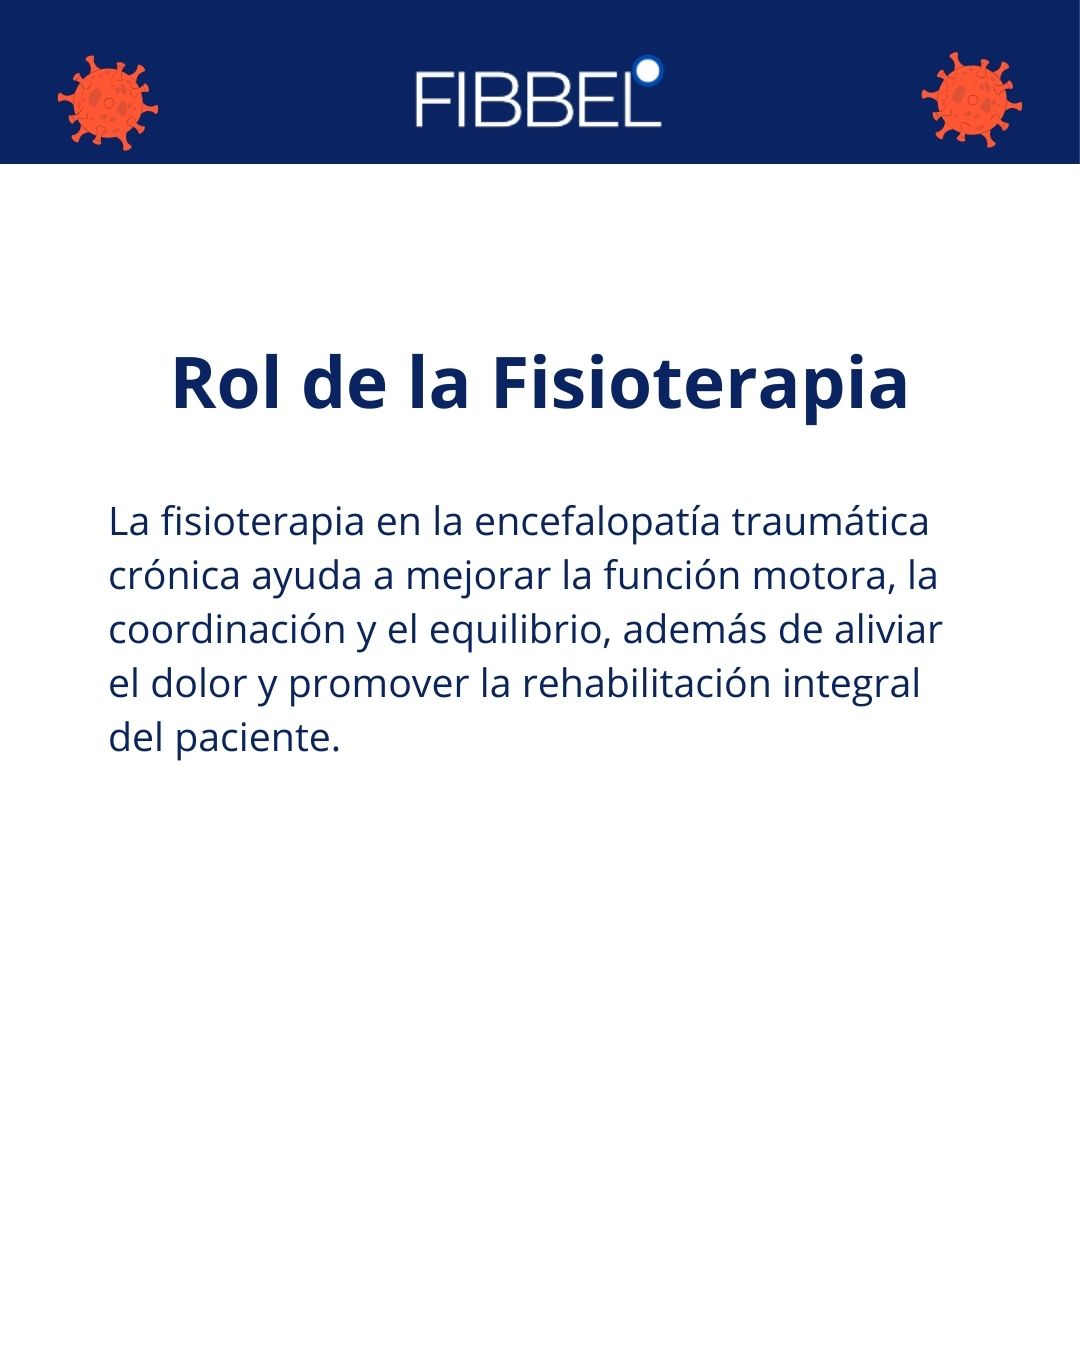 FIBBEL
Rol de la Fisioterapia
La fisioterapia en la encefalopatía traumática
crónica ayuda a mejorar la función motora, la
coordinación y el equilibrio, además de aliviar
el dolor y promover la rehabilitación integral
del paciente.